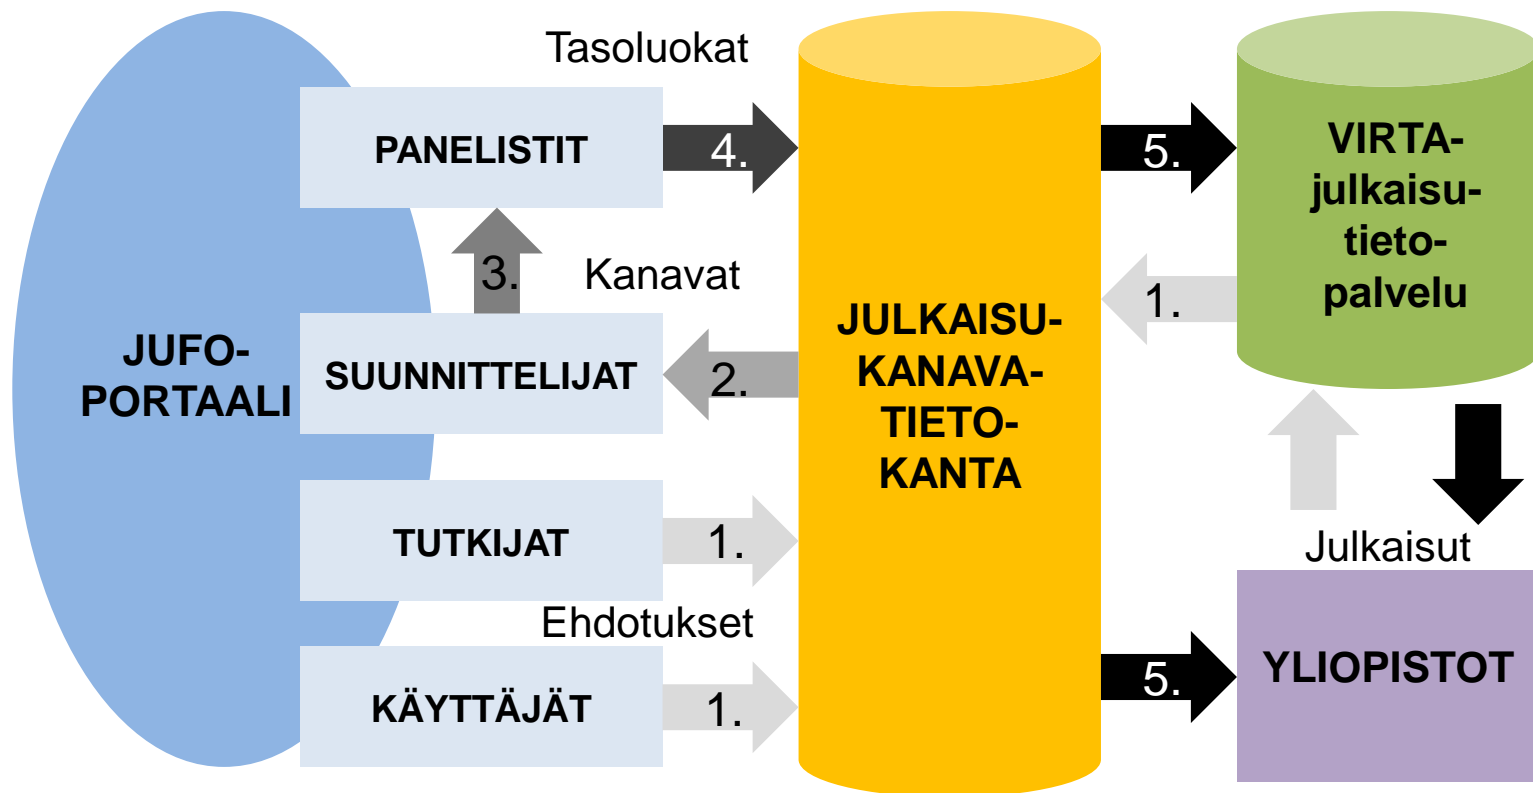 Tasoluokat
PANELISTIT
4.
5.
VIRTA-
julkaisu-
tieto-
palvelu
3.
Kanavat
1.
JUFO-
PORTAALI
SUUNNITTELIJAT
2.
JULKAISU-
KANAVA-
TIETO-
KANTA
TUTKIJAT
1.
Julkaisut
Ehdotukset
KÄYTTÄJÄT
1.
5.
YLIOPISTOT